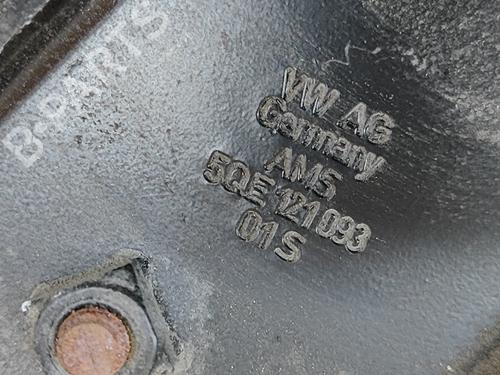 B-PARTS
VW AG
Germany
AMS
5QE 121 093
01 S